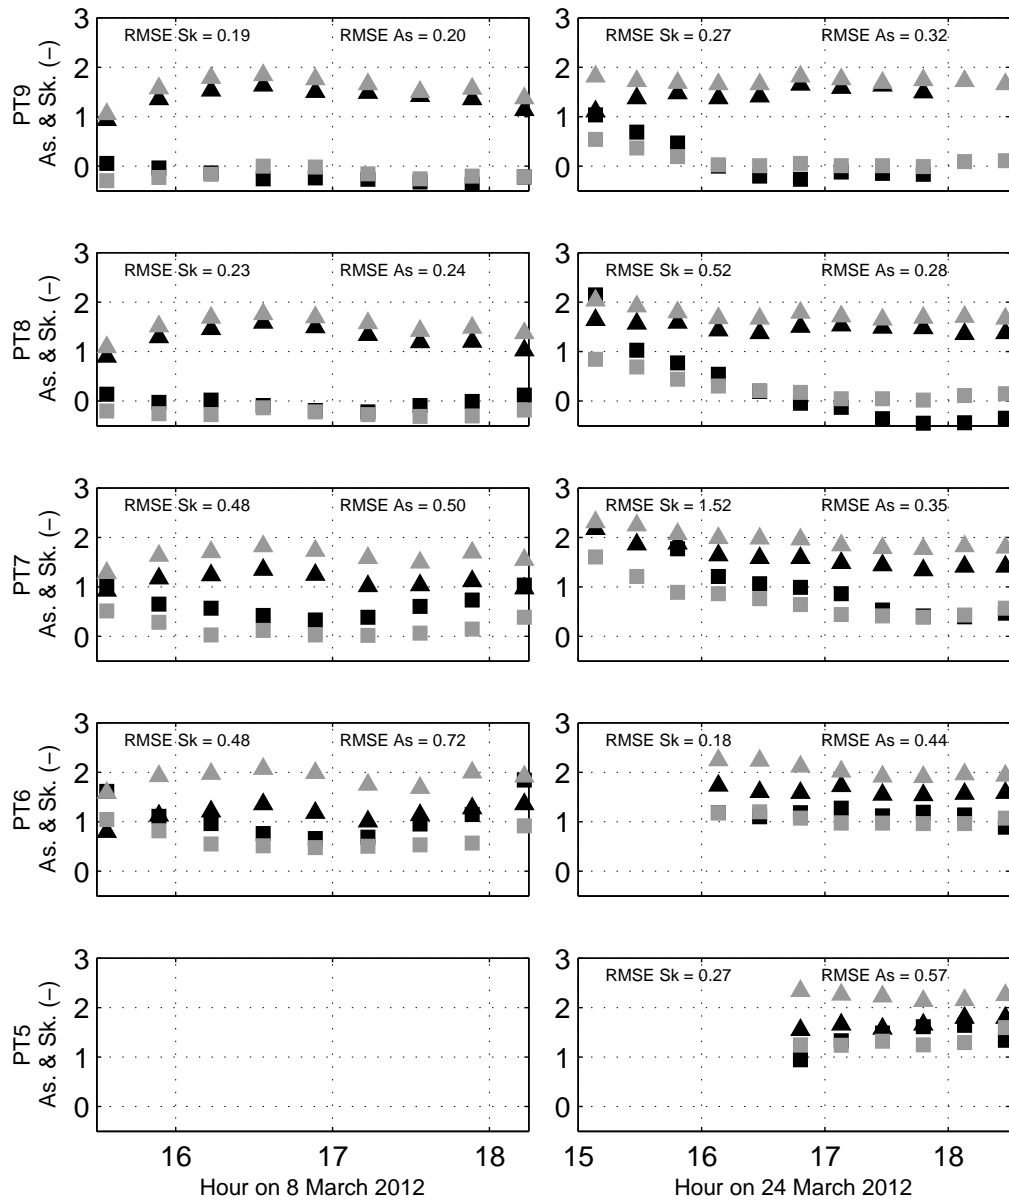 3
2
1
0
PT9
As. & Sk. (−)
RMSE Sk = 0.19
RMSE As = 0.20
3
2
1
0
RMSE Sk = 0.27
RMSE As = 0.32
3
2
1
0
PT8
As. & Sk. (−)
RMSE Sk = 0.23
RMSE As = 0.24
3
2
1
0
RMSE Sk = 0.52
RMSE As = 0.28
3
2
1
0
PT7
As. & Sk. (−)
RMSE Sk = 0.48
RMSE As = 0.50
3
2
1
0
RMSE Sk = 1.52
RMSE As = 0.35
3
2
1
0
PT6
As. & Sk. (−)
RMSE Sk = 0.48
RMSE As = 0.72
3
2
1
0
RMSE Sk = 0.18
RMSE As = 0.44
3
2
1
0
PT5
As. & Sk. (−)
16 17 18
Hour on 8 March 2012
3
2
1
0
RMSE Sk = 0.27
RMSE As = 0.57
15 16 17 18
Hour on 24 March 2012